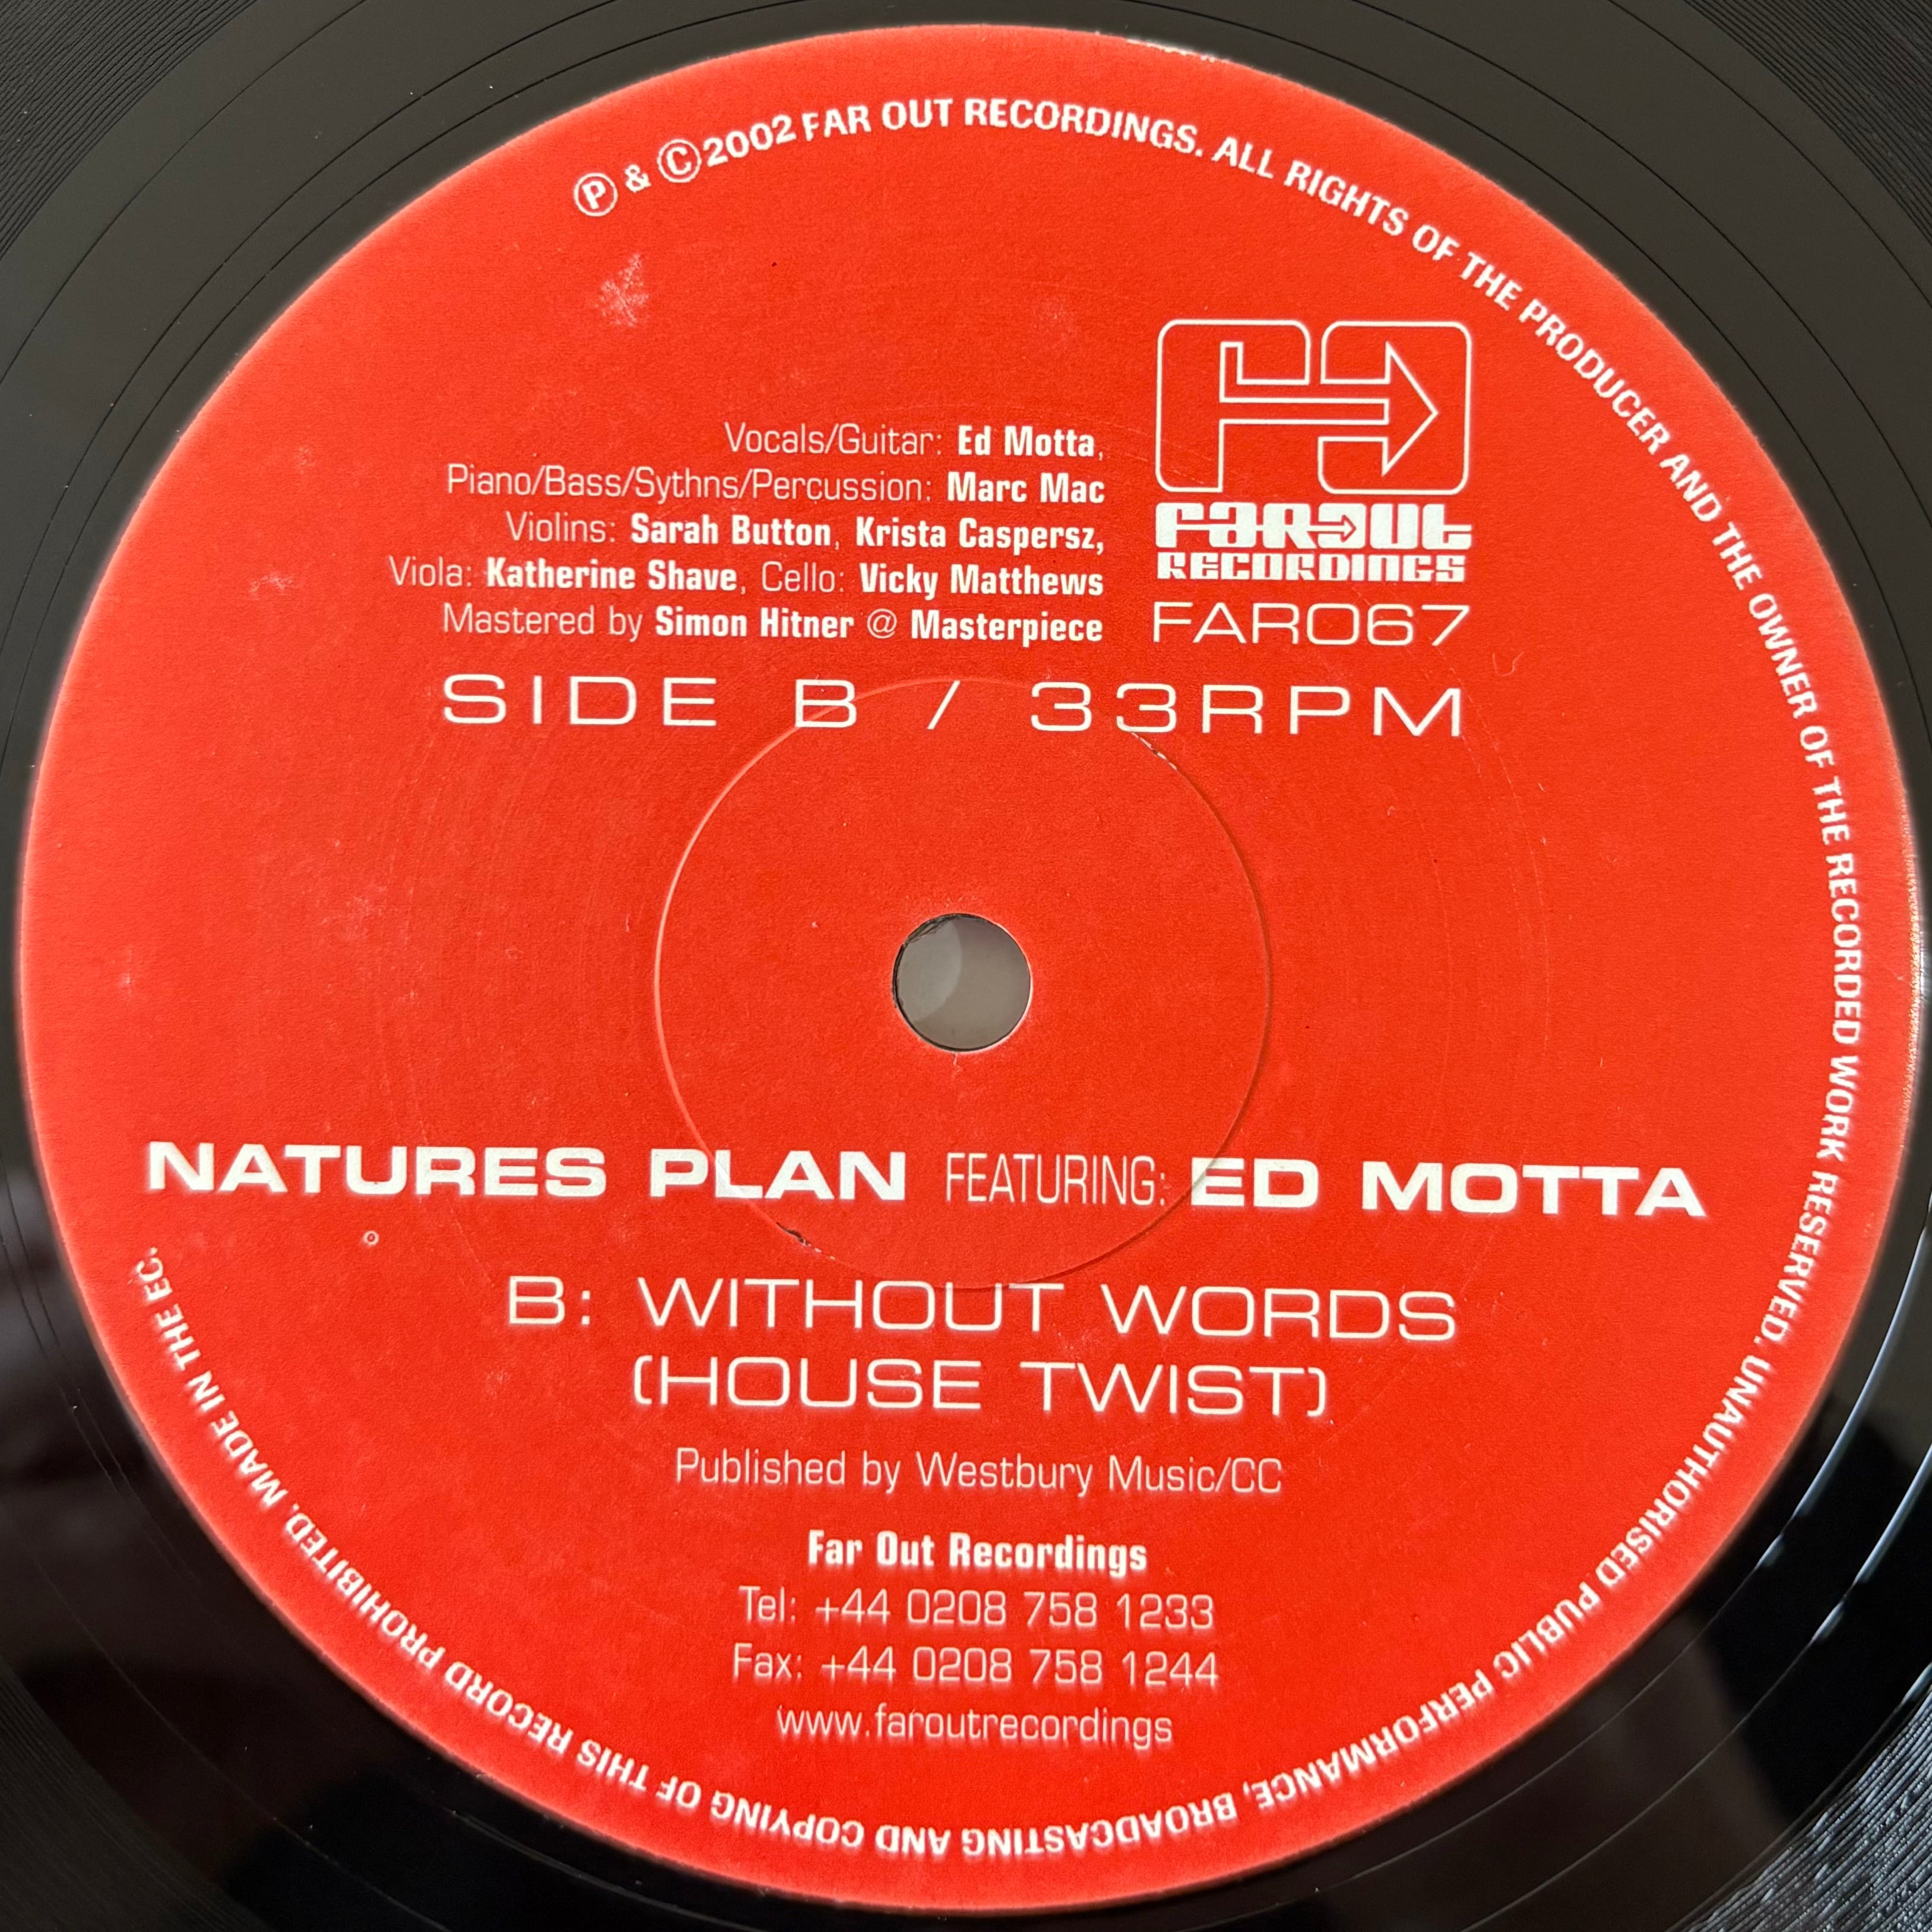 Ⓟ & Ⓒ 2002 FAR OUT RECORDINGS. ALL RIGHTS OF THE PRODUCER AND THE OWNER OF THE RECORDED WORK RESERVED. UNAUTHORISED PUBLIC PERFORMANCE, BROADCASTING AND COPYING OF THIS RECORD PROHIBITED. MADE IN THE EC.
Vocals/Guitar: Ed Motta,
Piano/Bass/Sythns/Percussion: Marc Mac
Violins: Sarah Button, Krista Caspersz,
Viola: Katherine Shave, Cello: Vicky Matthews
Mastered by Simon Hitner @ Masterpiece
FAR OUT
RECORDINGS
FARO67
SIDE B / 33RPM
NATURES PLAN FEATURING: ED MOTTA
B: WITHOUT WORDS
(HOUSE TWIST)
Published by Westbury Music/CC
Far Out Recordings
Tel: +44 0208 758 1233
Fax: +44 0208 758 1244
www.faroutrecordings